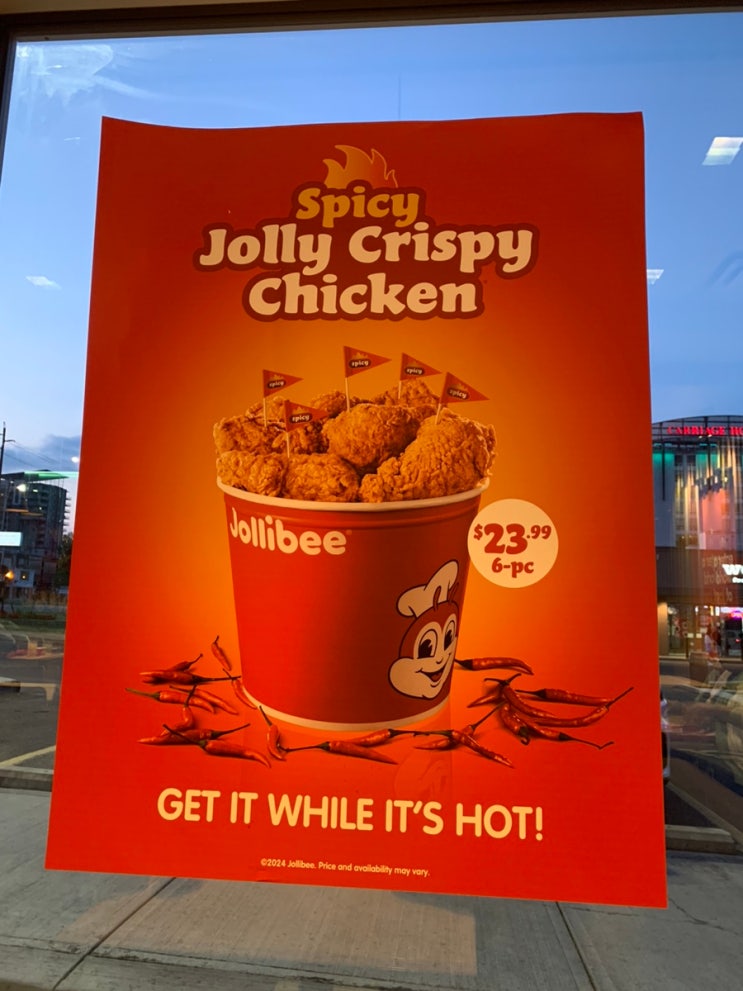 Spicy
Jolly Crispy
Chicken
spicy
spicy
spicy
spicy
spicy
Jollibee
$23.99
6-pc
GET IT WHILE IT'S HOT!
©2024 Jollibee. Price and availability may vary.